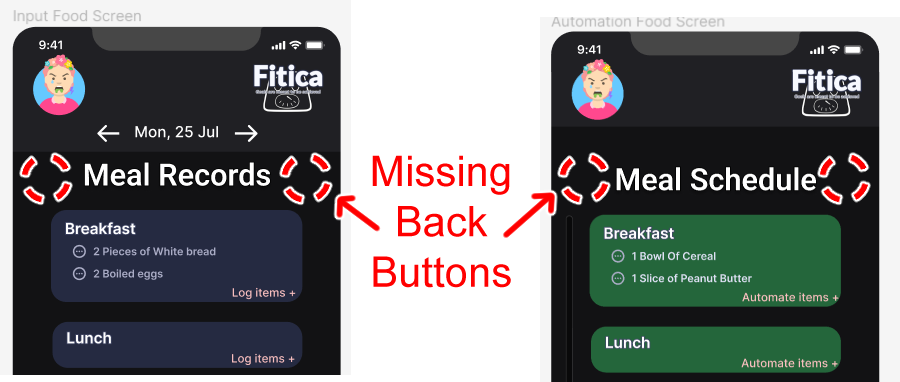 Input Food Screen
9:41
Fitica
Mon, 25 Jul
Meal Records
Breakfast
2 Pieces of White bread
2 Boiled eggs
Log items +
Lunch
Log items +
Missing
Back
Buttons
Automation Food Screen
9:41
Fitica
Meal Schedule
Breakfast
1 Bowl Of Cereal
1 Slice of Peanut Butter
Automate items +
Lunch
Automate items +